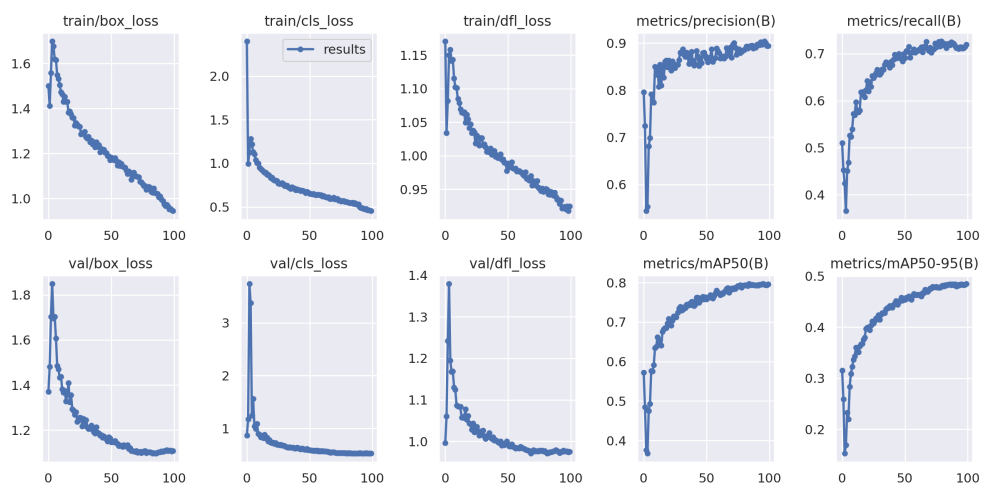 train/box_loss
train/cls_loss
train/dfl_loss
metrics/precision(B)
metrics/recall(B)
1.6
1.4
1.2
1.0
0 50 100
results
2.0
1.5
1.0
0.5
0 50 100
1.15
1.10
1.05
1.00
0.95
0 50 100
0.9
0.8
0.7
0.6
0 50 100
0.7
0.6
0.5
0.4
0 50 100
val/box_loss
val/cls_loss
val/dfl_loss
metrics/mAP50(B)
metrics/mAP50-95(B)
1.8
1.6
1.4
1.2
0 50 100
3
2
1
0 50 100
1.4
1.3
1.2
1.1
1.0
0 50 100
0.8
0.7
0.6
0.5
0.4
0 50 100
0.5
0.4
0.3
0.2
0 50 100